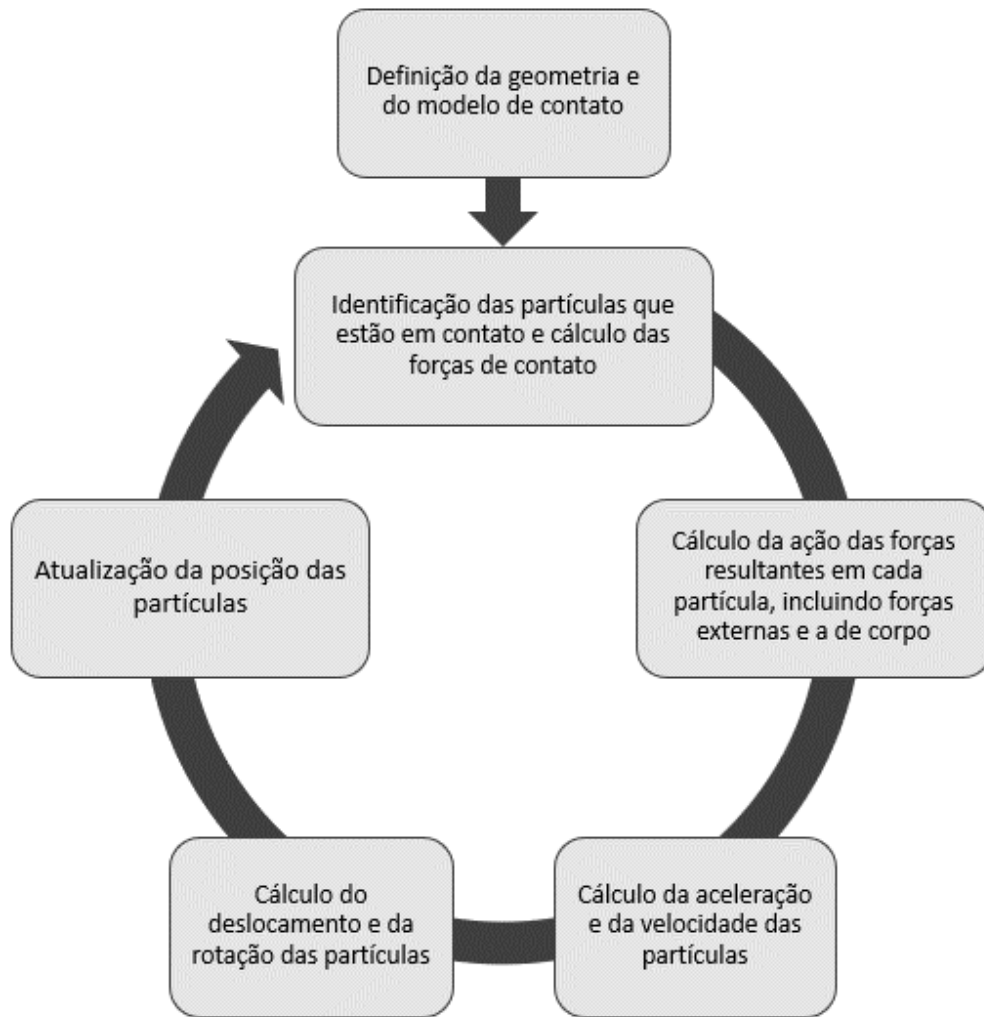 Definição da geometria e
do modelo de contato
Identificação das partículas que
estão em contato e cálculo das
forças de contato
Cálculo da ação das forças
resultantes em cada
partícula, incluindo forças
externas e a de corpo
Cálculo da aceleração
e da velocidade das
partículas
Cálculo do
deslocamento e da
rotação das partículas
Atualização da posição das
partículas